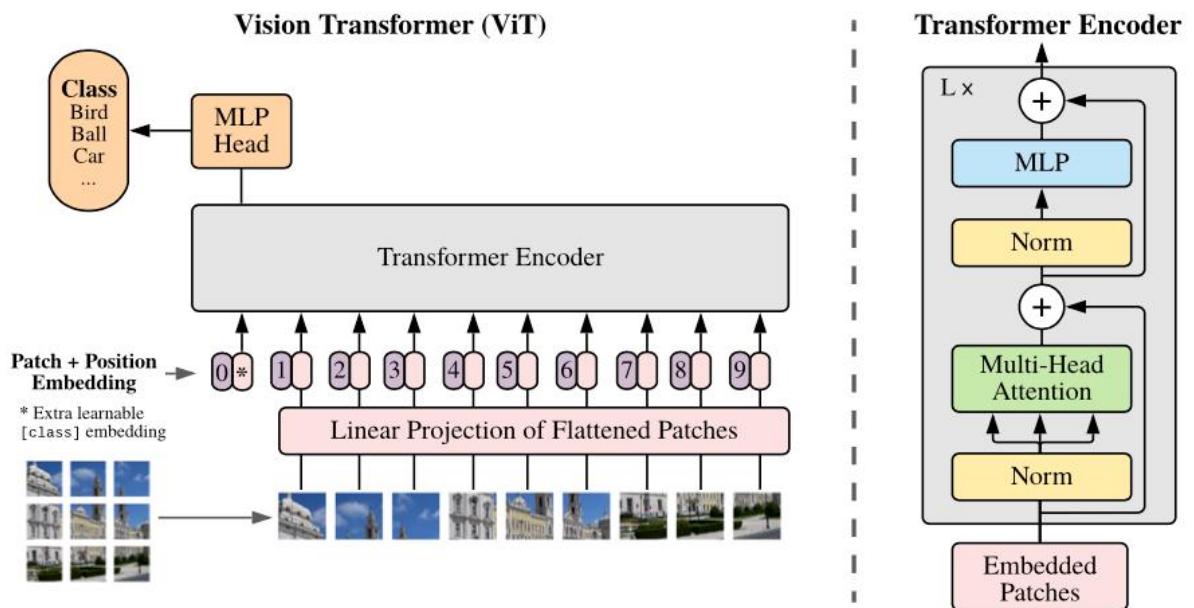 Vision Transformer (ViT)
Class
Bird
Ball
Car
...
MLP
Head
Transformer Encoder
Patch + Position
Embedding
0 * 1 2 3 4 5 6 7 8 9
* Extra learnable
[class] embedding
Linear Projection of Flattened Patches
Transformer Encoder
L ×
+
MLP
Norm
+
Multi-Head
Attention
Norm
Embedded
Patches